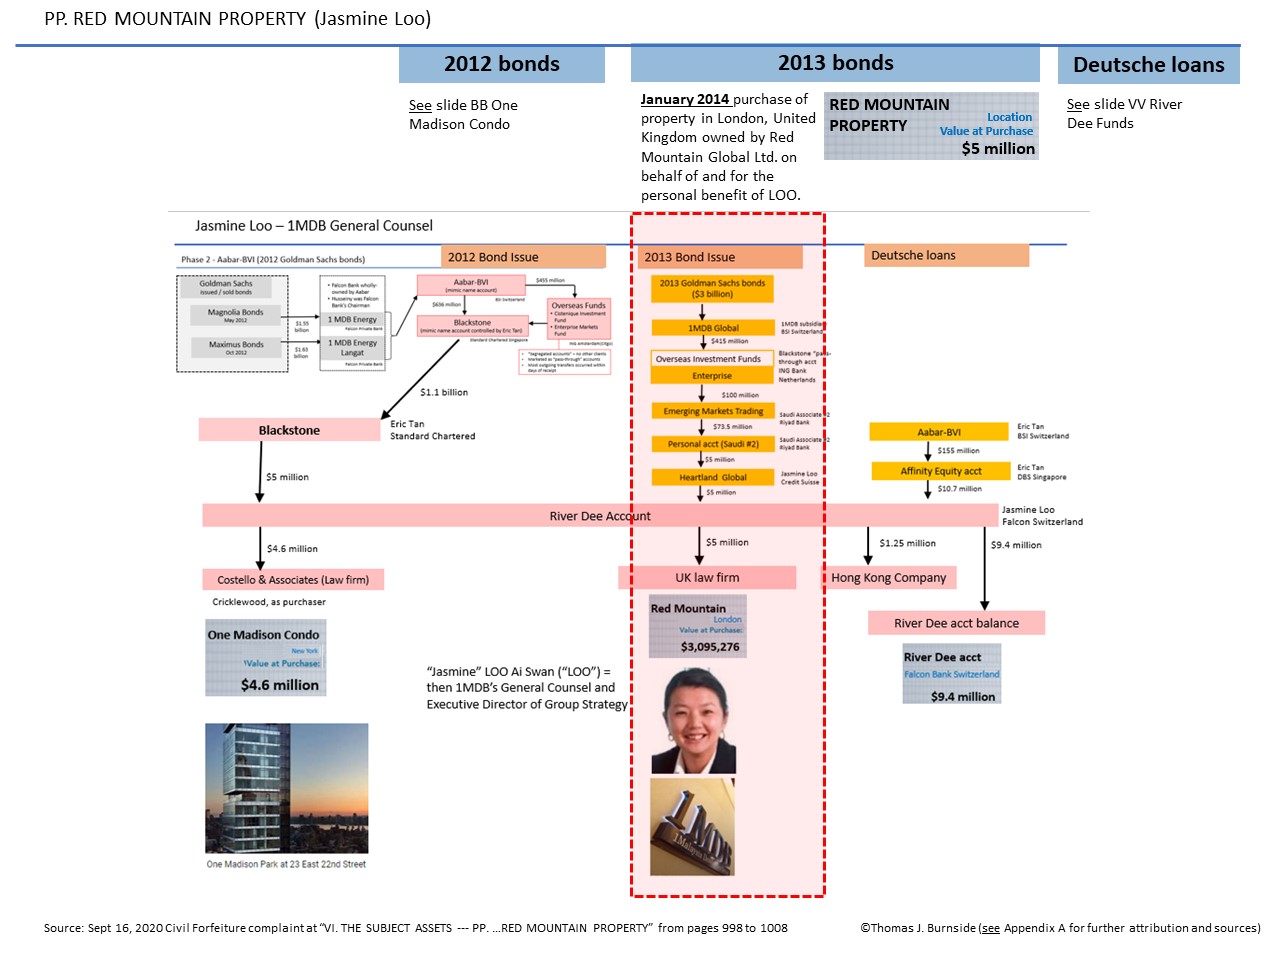 PP. RED MOUNTAIN PROPERTY (Jasmine Loo)
2012 bonds
2013 bonds
Deutsche loans
See slide BB One
Madison Condo
January 2014 purchase of
property in London, United
Kingdom owned by Red
Mountain Global Ltd. on
behalf of and for the
personal benefit of LOO.
RED MOUNTAIN
PROPERTY
Location
Value at Purchase
$5 million
See slide VV River
Dee Funds
Jasmine Loo – 1MDB General Counsel
Phase 2 - Aabar-BVI (2012 Goldman Sachs bonds)
2012 Bond Issue
2013 Bond Issue
Deutsche loans
Goldman Sachs
issued / sold bonds
Magnolia Bonds
May 2012
Maximus Bonds
Oct 2012
$1.55
billion
$1.63
billion
• Falcon Bank wholly-
owned by Aabar
• Husseiny was Falcon
Bank's Chairman
1 MDB Energy
Falcon Private Bank
1 MDB Energy
Langat
Falcon Private Bank
Aabar-BVI
(mimic name account)
BSI Switzerland
$455 million
$636 million
Blackstone
(mimic name account controlled by Eric Tan)
Standard Chartered Singapore
Overseas Funds
• Cistenique Investment
Fund
• Enterprise Markets
Fund
ING Amsterdam/Citgo
• "Segregated accounts" – no other clients
• Marketed as "pass-through" accounts
• Most outgoing transfers occurred within
days of receipt
$1.1 billion
Blackstone
Eric Tan
Standard Chartered
$5 million
2013 Goldman Sachs bonds
($3 billion)
1MDB Global
1MDB subsidiary
BSI Switzerland
$415 million
Overseas Investment Funds
Enterprise
Blackstone "pass-
through acct
ING Bank
Netherlands
$100 million
Emerging Markets Trading
Saudi Associate #2
Riyad Bank
$73.5 million
Personal acct (Saudi #2)
Saudi Associate #2
Riyad Bank
$5 million
Heartland Global
Jasmine Loo
Credit Suisse
$5 million
Aabar-BVI
Eric Tan
BSI Switzerland
$155 million
Affinity Equity acct
Eric Tan
DBS Singapore
$10.7 million
River Dee Account
Jasmine Loo
Falcon Switzerland
$4.6 million
$5 million
$1.25 million
$9.4 million
Costello & Associates (Law firm)
Cricklewood, as purchaser
UK law firm
Hong Kong Company
River Dee acct balance
One Madison Condo
New York
Value at Purchase:
$4.6 million
Red Mountain
London
Value at Purchase:
$3,095,276
River Dee acct
Falcon Bank Switzerland
$9.4 million
“Jasmine” LOO Ai Swan (“LOO”) =
then 1MDB’s General Counsel and
Executive Director of Group Strategy
1MDB
1Malaysia
One Madison Park at 23 East 22nd Street
Source: Sept 16, 2020 Civil Forfeiture complaint at “VI. THE SUBJECT ASSETS --- PP. …RED MOUNTAIN PROPERTY” from pages 998 to 1008
©Thomas J. Burnside (see Appendix A for further attribution and sources)